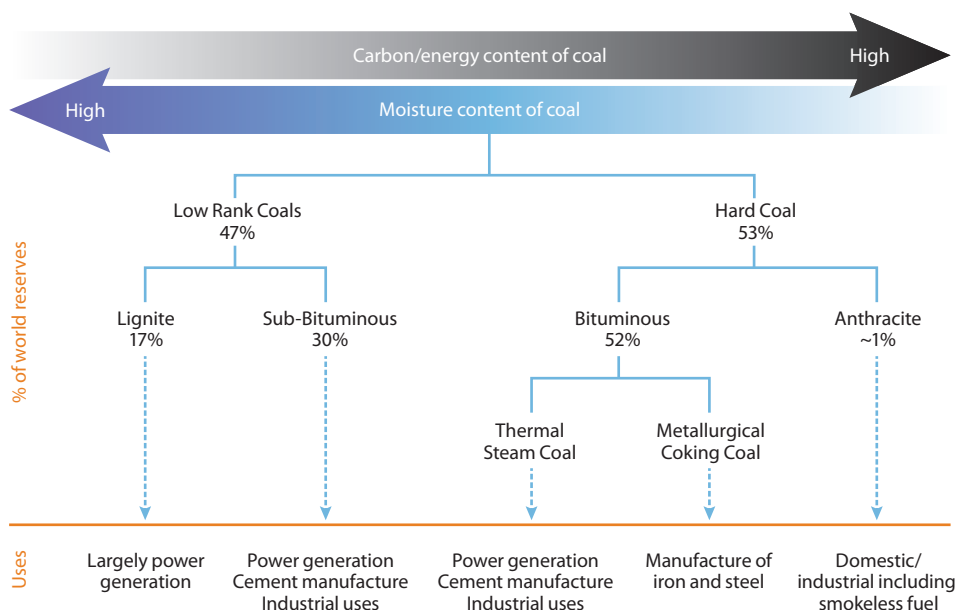 Carbon/energy content of coal
High
High
Moisture content of coal
% of world reserves
Low Rank Coals
47%
Hard Coal
53%
Lignite
17%
Sub-Bituminous
30%
Bituminous
52%
Anthracite
~1%
Thermal
Steam Coal
Metallurgical
Coking Coal
Uses
Largely power
generation
Power generation
Cement manufacture
Industrial uses
Power generation
Cement manufacture
Industrial uses
Manufacture of
iron and steel
Domestic/
industrial including
smokeless fuel